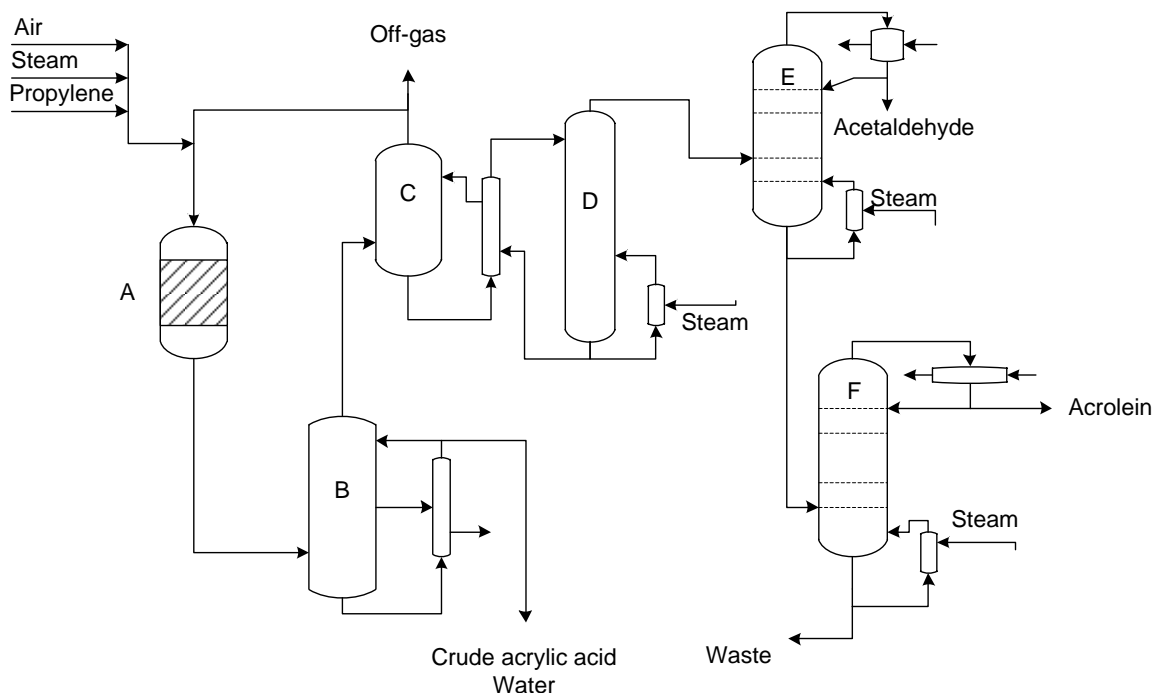 Air
Steam
Propylene
Off-gas
E
Acetaldehyde
C
D
Steam
A
Steam
F
Acrolein
B
Steam
Crude acrylic acid
Water
Waste